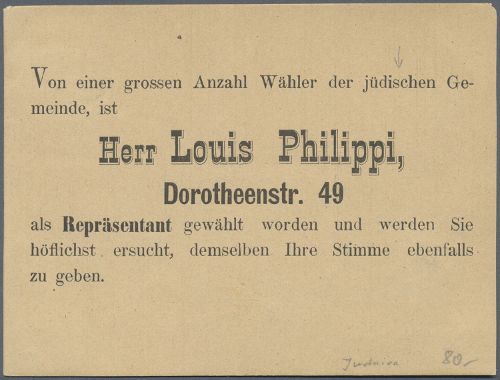 Von einer grossen Anzahl Wähler der jüdischen Ge-
meinde, ist
Herr Louis Philippi,
Dorotheenstr. 49
als Repräsentant gewählt worden und werden Sie
höflichst ersucht, demselben Ihre Stimme ebenfalls
zu geben.
Judaica 80,-